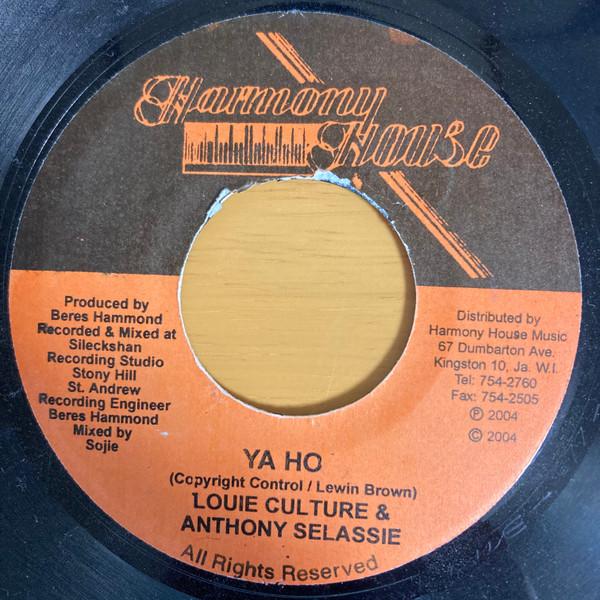 Harmony
House
Produced by
Beres Hammond
Recorded & Mixed at
Sileckshan
Recording Studio
Stony Hill
St. Andrew
Recording Engineer
Beres Hammond
Mixed by
Sojie
Distributed by
Harmony House Music
67 Dumbarton Ave.
Kingston 10, Ja. W.I.
Tel: 754-2760
Fax: 754-2505
℗ 2004
© 2004
YA HO
(Copyright Control / Lewin Brown)
LOUIE CULTURE &
ANTHONY SELASSIE
All Rights Reserved